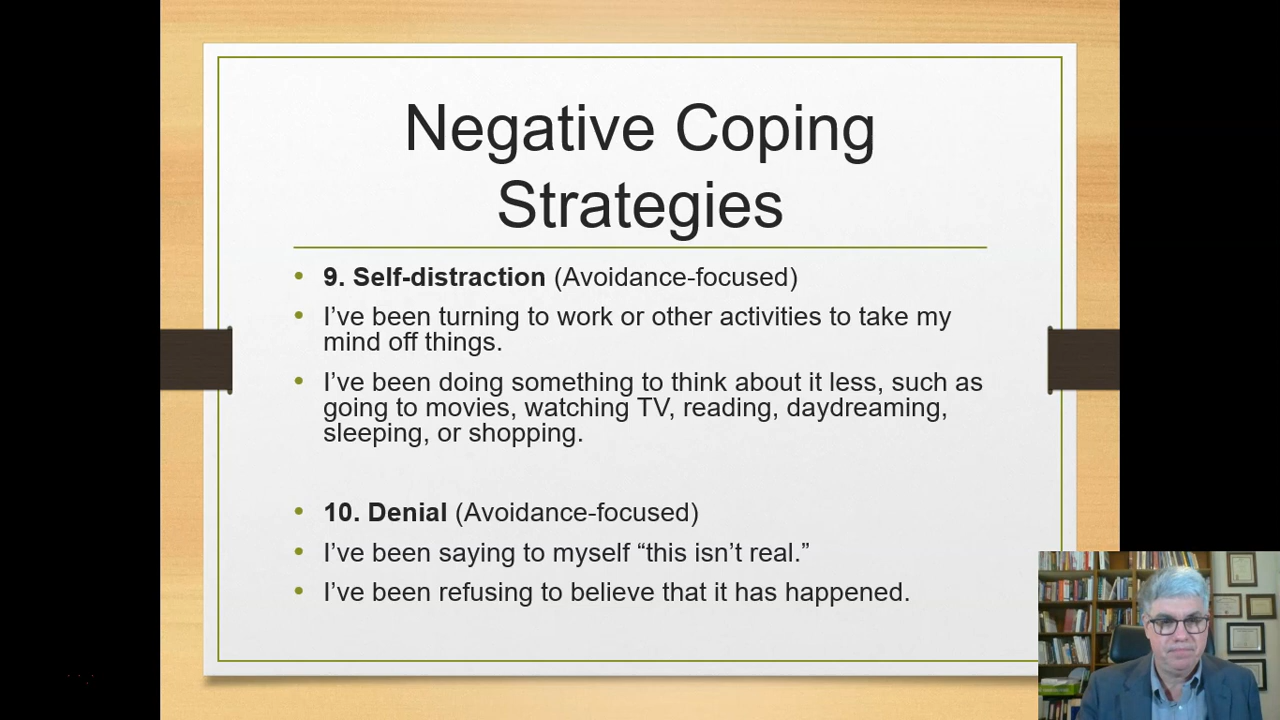 Negative Coping
Strategies
• 9. Self-distraction (Avoidance-focused)
• I’ve been turning to work or other activities to take my
mind off things.
• I’ve been doing something to think about it less, such as
going to movies, watching TV, reading, daydreaming,
sleeping, or shopping.
• 10. Denial (Avoidance-focused)
• I’ve been saying to myself “this isn’t real.”
• I’ve been refusing to believe that it has happened.